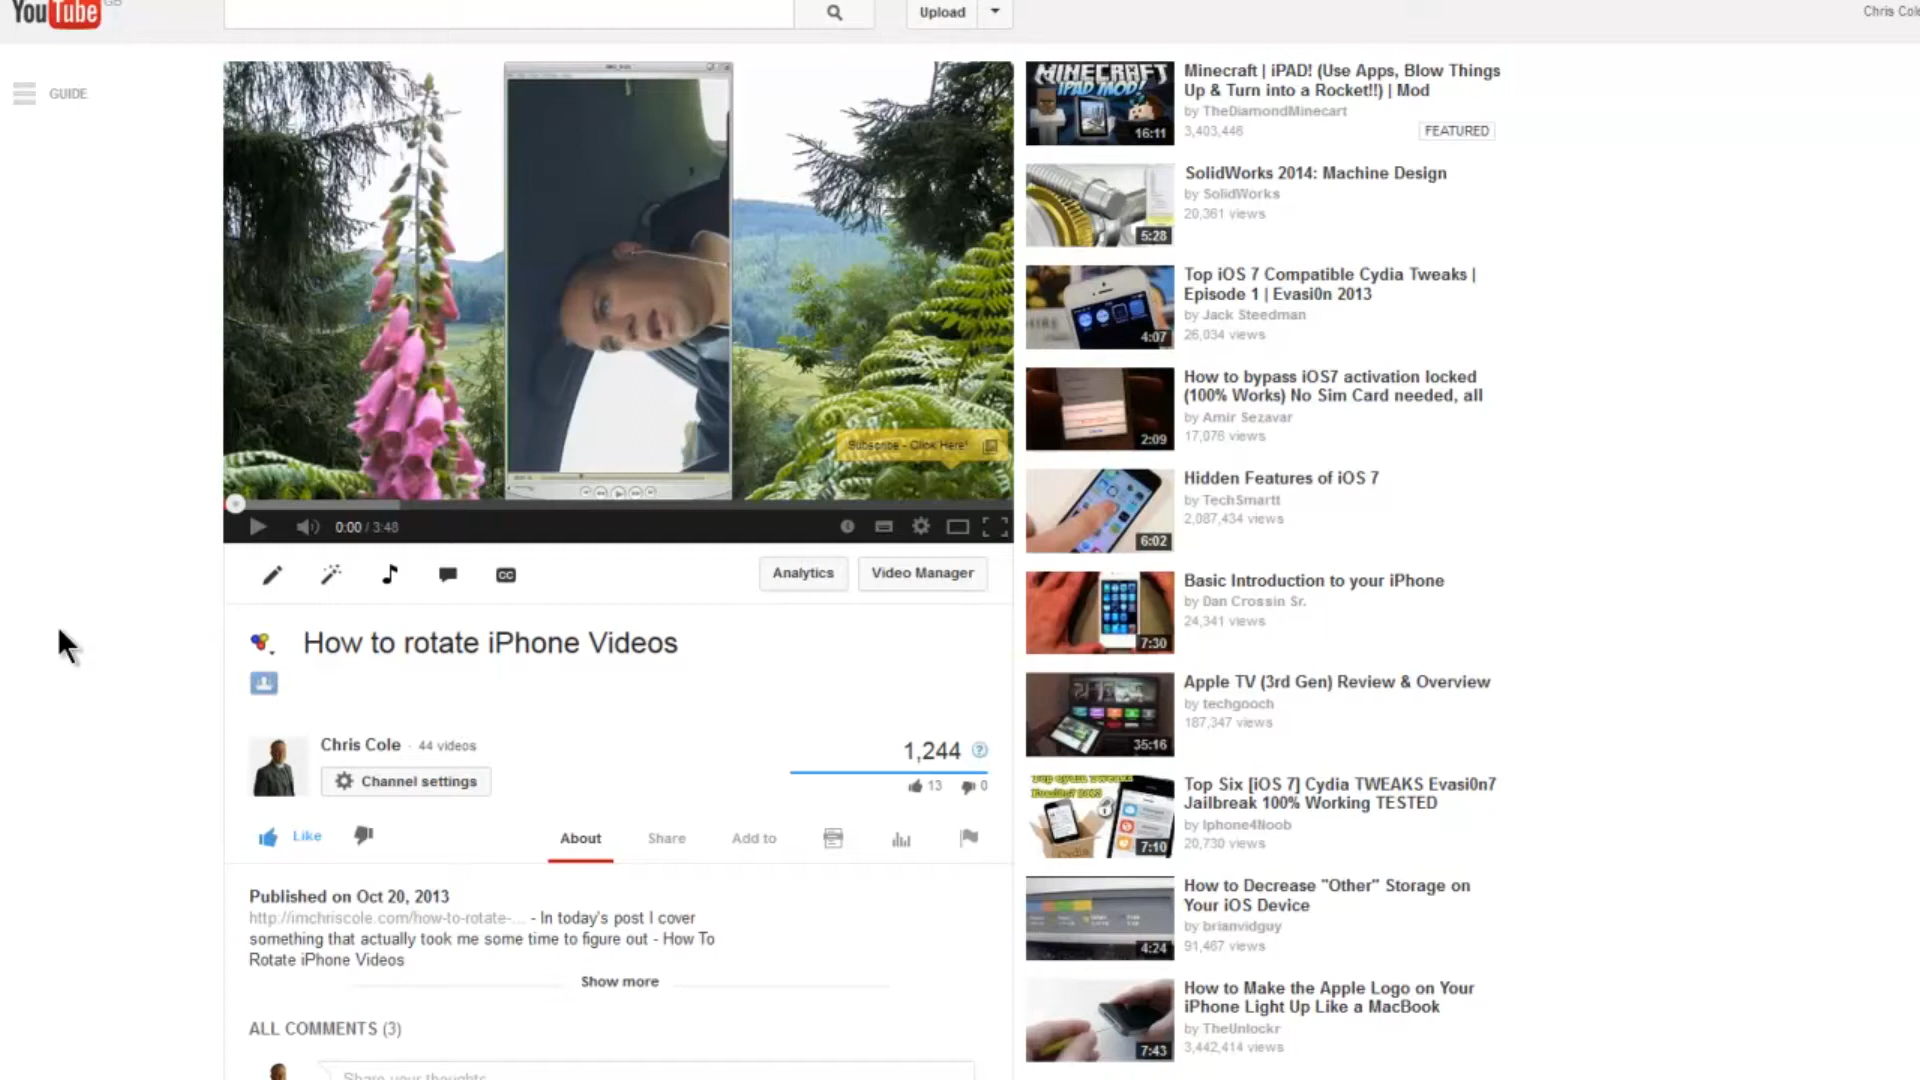 YouTube GB
Upload
Chris Cole
GUIDE
Subscribe - Click Here!
0:00 / 3:48
Analytics
Video Manager
How to rotate iPhone Videos
Chris Cole · 44 videos
Channel settings
1,244
13 0
Like
About
Share
Add to
Published on Oct 20, 2013
http://imchriscole.com/how-to-rotate-... - In today's post I cover
something that actually took me some time to figure out - How To
Rotate iPhone Videos
Show more
ALL COMMENTS (3)
Share your thoughts
MINECRAFT
IPAD MOD!
16:11
Minecraft | iPAD! (Use Apps, Blow Things
Up & Turn into a Rocket!!) | Mod
by TheDiamondMinecart
3,403,446
FEATURED
5:28
SolidWorks 2014: Machine Design
by SolidWorks
20,361 views
4:07
Top iOS 7 Compatible Cydia Tweaks |
Episode 1 | Evasi0n 2013
by Jack Steedman
26,034 views
2:09
How to bypass iOS7 activation locked
(100% Works) No Sim Card needed, all
by Amir Sezavar
17,076 views
6:02
Hidden Features of iOS 7
by TechSmartt
2,087,434 views
7:30
Basic Introduction to your iPhone
by Dan Crossin Sr.
24,341 views
35:16
Apple TV (3rd Gen) Review & Overview
by techgooch
187,347 views
Top Cydia Tweaks
7:10
Top Six [iOS 7] Cydia TWEAKS Evasi0n7
Jailbreak 100% Working TESTED
by Iphone4Noob
20,730 views
4:24
How to Decrease "Other" Storage on
Your iOS Device
by brianvidguy
91,467 views
7:43
How to Make the Apple Logo on Your
iPhone Light Up Like a MacBook
by TheUnlockr
3,442,414 views